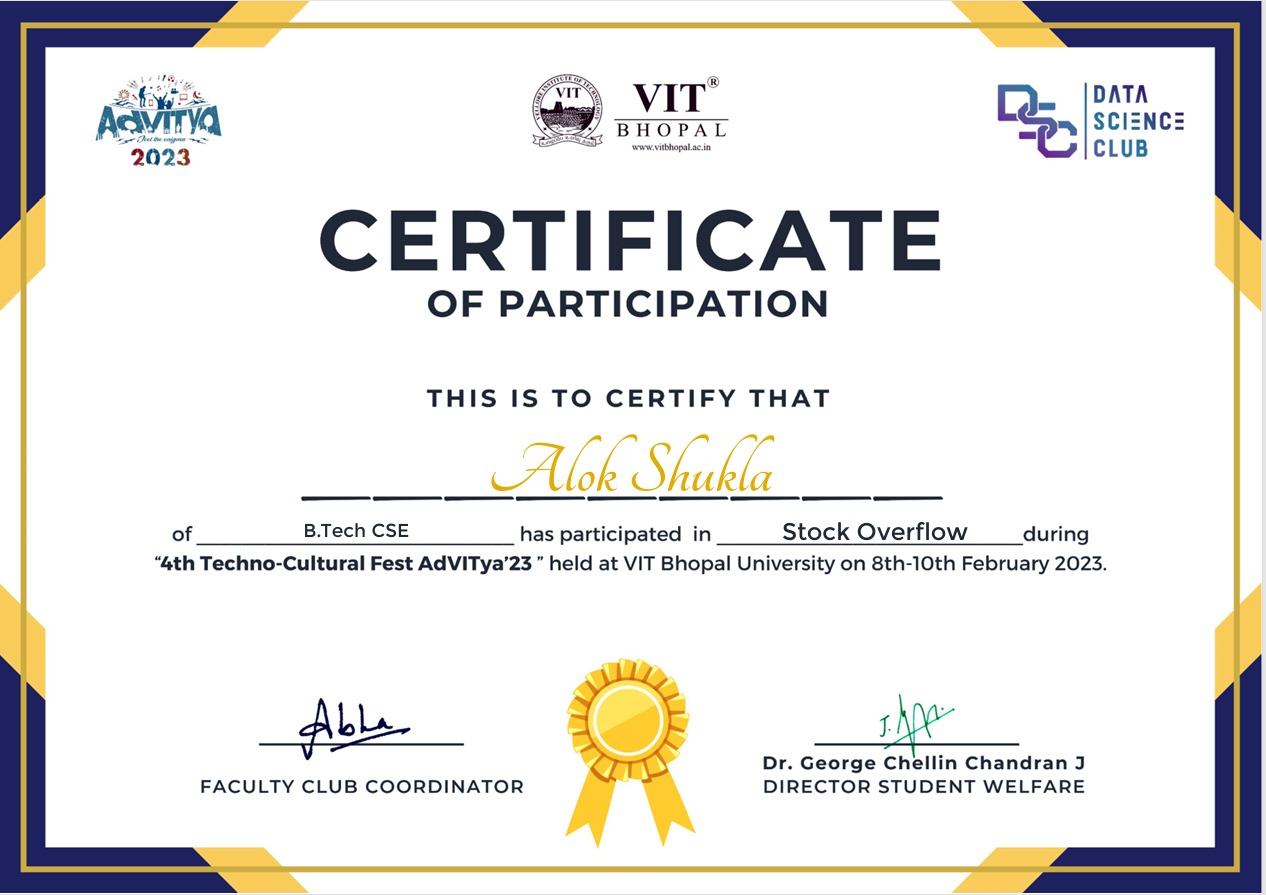 AdVITYa
Feel the enigma
2023
VELLORE INSTITUTE OF TECHNOLOGY
VIT
VIT®
BHOPAL
www.vitbhopal.ac.in
DSC
DATA
SCIENCE
CLUB
CERTIFICATE
OF PARTICIPATION
THIS IS TO CERTIFY THAT
Alok Shukla
of B.Tech CSE has participated in Stock Overflow during
“4th Techno-Cultural Fest AdVITya’23 ” held at VIT Bhopal University on 8th-10th February 2023.
Abha
FACULTY CLUB COORDINATOR
Dr. George Chellin Chandran J
DIRECTOR STUDENT WELFARE